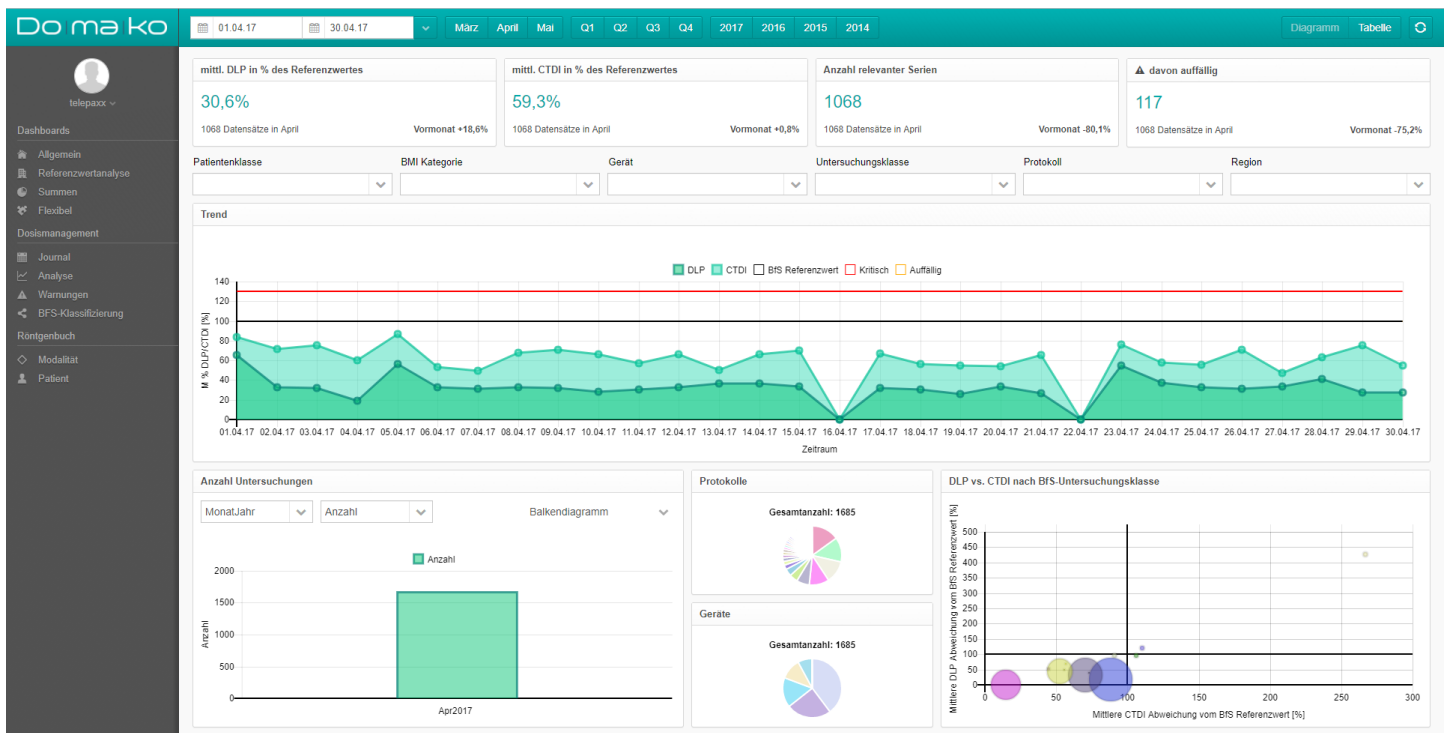 Do|ma|ko
01.04.17 30.04.17 März April Mai Q1 Q2 Q3 Q4 2017 2016 2015 2014 Diagramm Tabelle
telepaxx
Dashboards
Allgemein
Referenzwertanalyse
Summen
Flexibel
Dosismanagement
Journal
Analyse
Warnungen
BFS-Klassifizierung
Röntgenbuch
Modalität
Patient
mittl. DLP in % des Referenzwertes
30,6%
1068 Datensätze in April Vormonat +18,6%
mittl. CTDI in % des Referenzwertes
59,3%
1068 Datensätze in April Vormonat +0,8%
Anzahl relevanter Serien
1068
1068 Datensätze in April Vormonat -80,1%
davon auffällig
117
1068 Datensätze in April Vormonat -75,2%
Patientenklasse BMI Kategorie Gerät Untersuchungsklasse Protokoll Region
Trend
DLP CTDI BfS Referenzwert Kritisch Auffällig
M % DLP/CTDI [%]
140
120
100
80
60
40
20
0
01.04.17 02.04.17 03.04.17 04.04.17 05.04.17 06.04.17 07.04.17 08.04.17 09.04.17 10.04.17 11.04.17 12.04.17 13.04.17 14.04.17 15.04.17 16.04.17 17.04.17 18.04.17 19.04.17 20.04.17 21.04.17 22.04.17 23.04.17 24.04.17 25.04.17 26.04.17 27.04.17 28.04.17 29.04.17 30.04.17
Zeitraum
Anzahl Untersuchungen
MonatJahr Anzahl Balkendiagramm
Anzahl
Anzahl
2000
1500
1000
500
0
Apr2017
Protokolle
Gesamtanzahl: 1685
Geräte
Gesamtanzahl: 1685
DLP vs. CTDI nach BfS-Untersuchungsklasse
Mittlere DLP Abweichung vom BfS Referenzwert [%]
500
450
400
350
300
250
200
150
100
50
0
0 50 100 150 200 250 300
Mittlere CTDI Abweichung vom BfS Referenzwert [%]